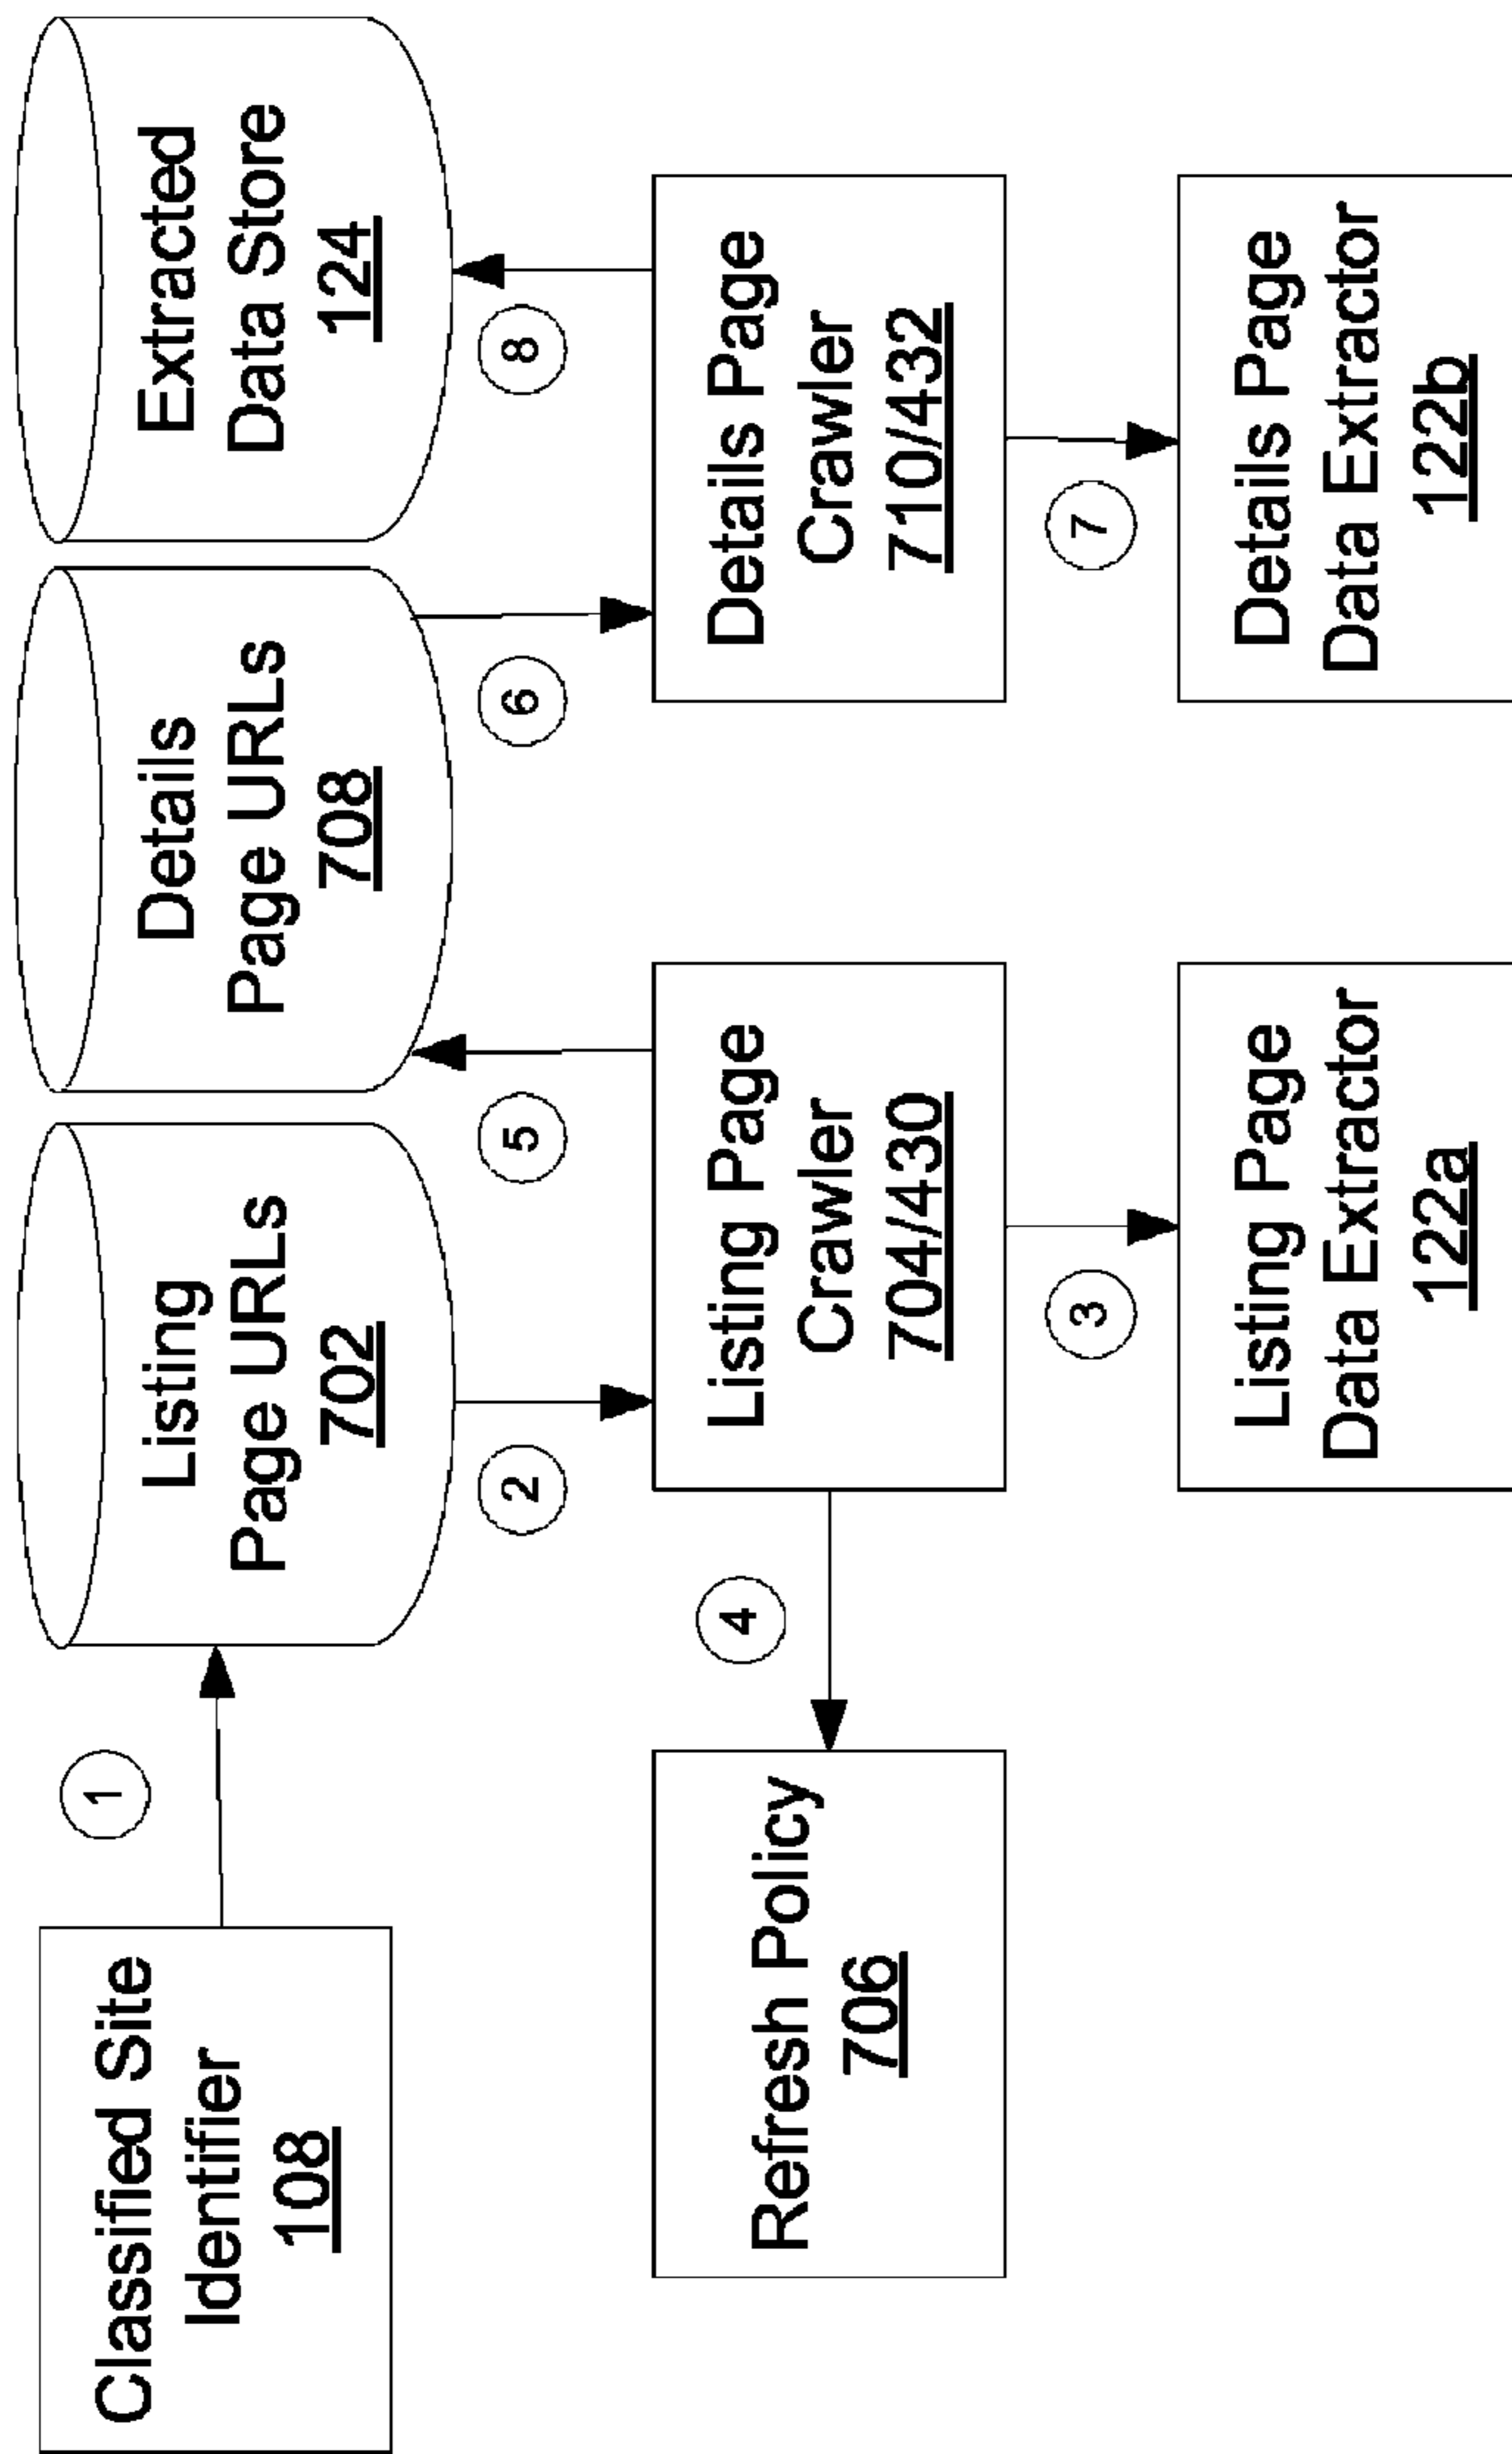 Classified Site
Identifier
108
1
Listing
Page URLs
702
Details
Page URLs
708
Extracted
Data Store
124
2
5
6
8
Refresh Policy
706
4
Listing Page
Crawler
704/430
Details Page
Crawler
710/432
3
7
Listing Page
Data Extractor
122a
Details Page
Data Extractor
122b